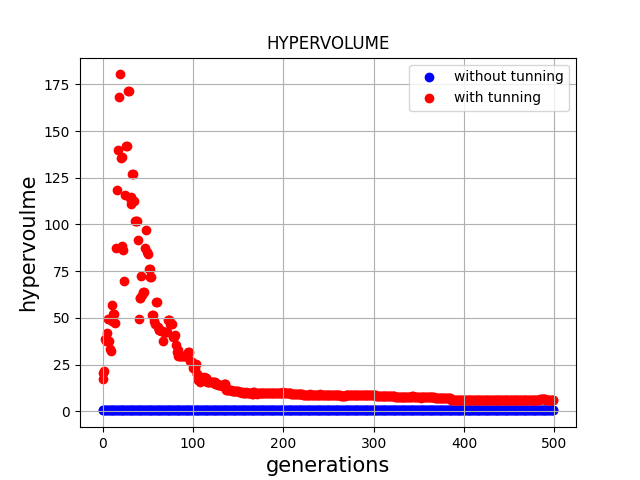 HYPERVOLUME
without tunning
with tunning
hypervoulme
175
150
125
100
75
50
25
0
0 100 200 300 400 500
generations